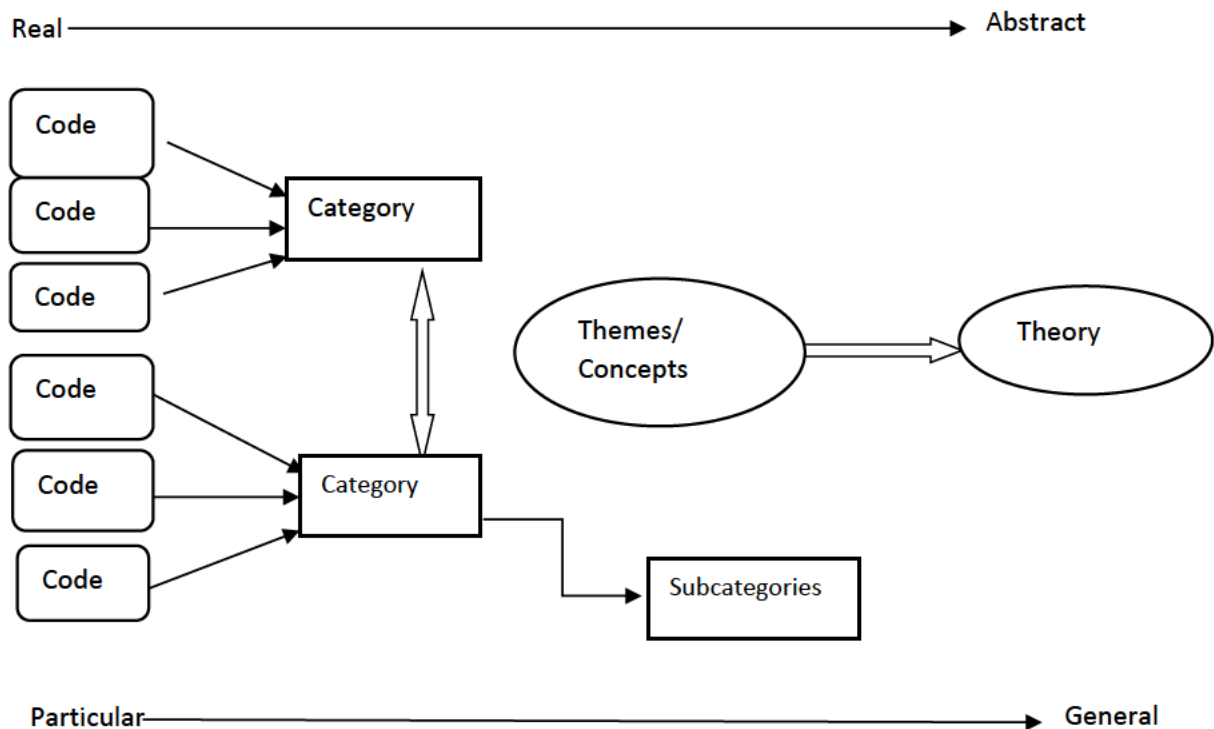 Real
Abstract
Code
Code
Code
Category
Code
Code
Code
Category
Subcategories
Themes/
Concepts
Theory
Particular
General